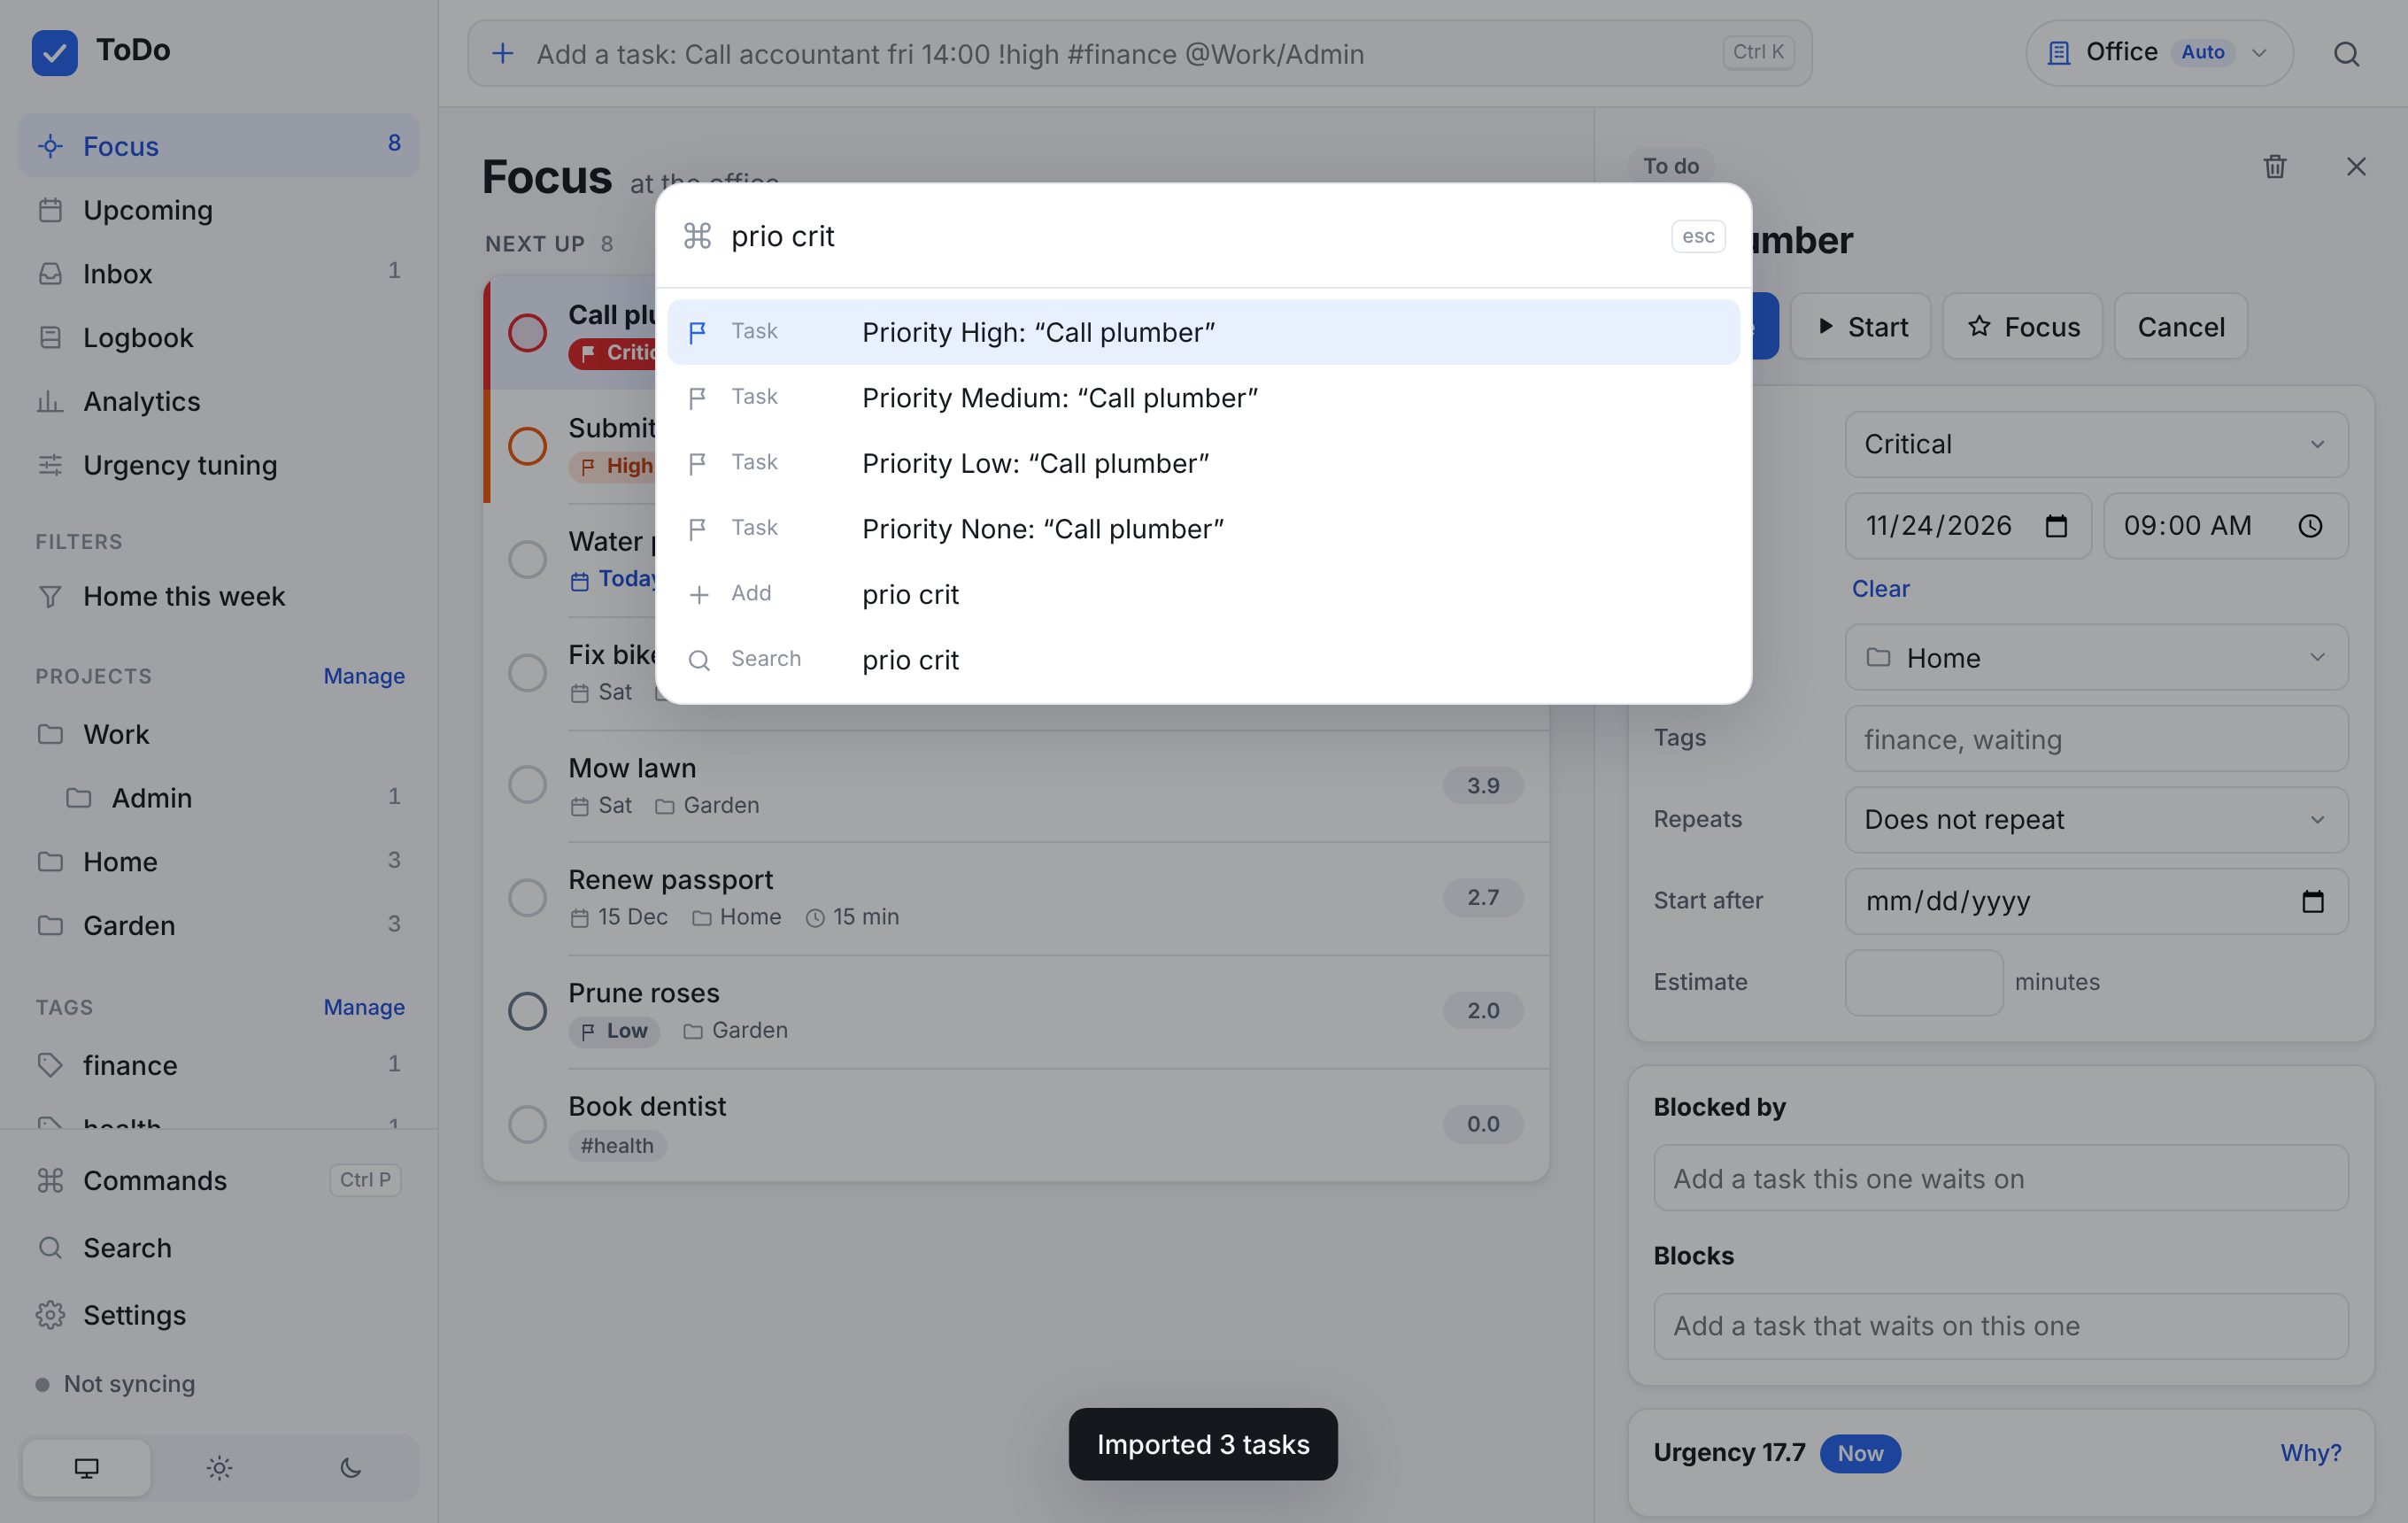 ToDo
Add a task: Call accountant fri 14:00 !high #finance @Work/Admin
Ctrl K
Office
Auto
Focus
8
Upcoming
Inbox
1
Logbook
Analytics
Urgency tuning
FILTERS
Home this week
PROJECTS
Manage
Work
Admin
1
Home
3
Garden
3
TAGS
Manage
finance
1
health
1
Commands
Ctrl P
Search
Settings
Not syncing
Focus
at the office
NEXT UP 8
prio crit
esc
Task Priority High: “Call plumber”
Task Priority Medium: “Call plumber”
Task Priority Low: “Call plumber”
Task Priority None: “Call plumber”
Add prio crit
Search prio crit
Call
Submit
High
Water
Today
Fix bike
Sat
Mow lawn
Sat Garden
3.9
Renew passport
15 Dec Home 15 min
2.7
Prune roses
Low Garden
2.0
Book dentist
#health
0.0
To do
Start
Focus
Cancel
Critical
11/24/2026
09:00 AM
Clear
Home
Tags
finance, waiting
Repeats
Does not repeat
Start after
mm/dd/yyyy
Estimate
minutes
Blocked by
Add a task this one waits on
Blocks
Add a task that waits on this one
Urgency 17.7
Now
Why?
Imported 3 tasks